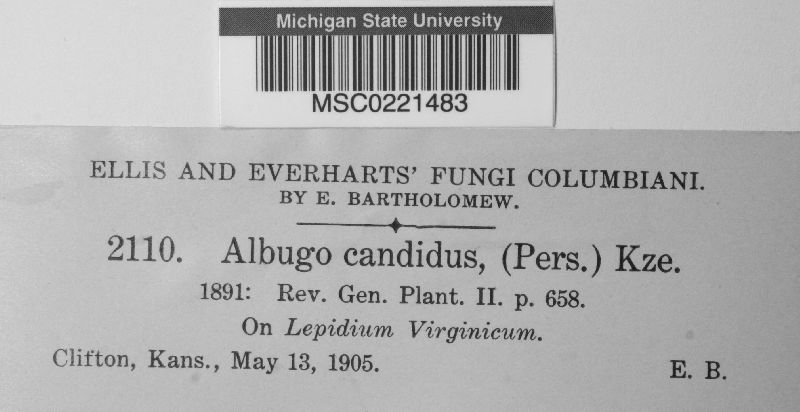 Michigan State University
MSC0221483
ELLIS AND EVERHARTS' FUNGI COLUMBIANI.
BY E. BARTHOLOMEW.
2110. Albugo candidus, (Pers.) Kze.
1891: Rev. Gen. Plant. II. p. 658.
On Lepidium Virginicum.
Clifton, Kans., May 13, 1905. E. B.